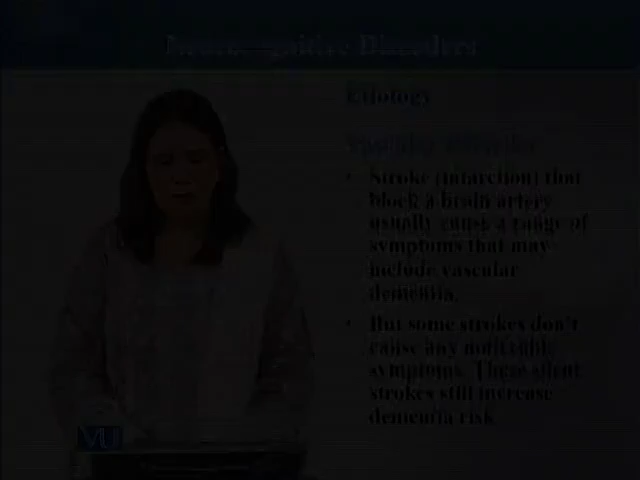 Neurocognitive Disorders
Etiology
Vascular
• Stroke (infarction) that
block a brain artery
usually cause a range of
symptoms that may
include vascular
dementia.
• But some strokes don't
cause any noticeable
symptoms. These silent
strokes still increase
dementia risk
VU